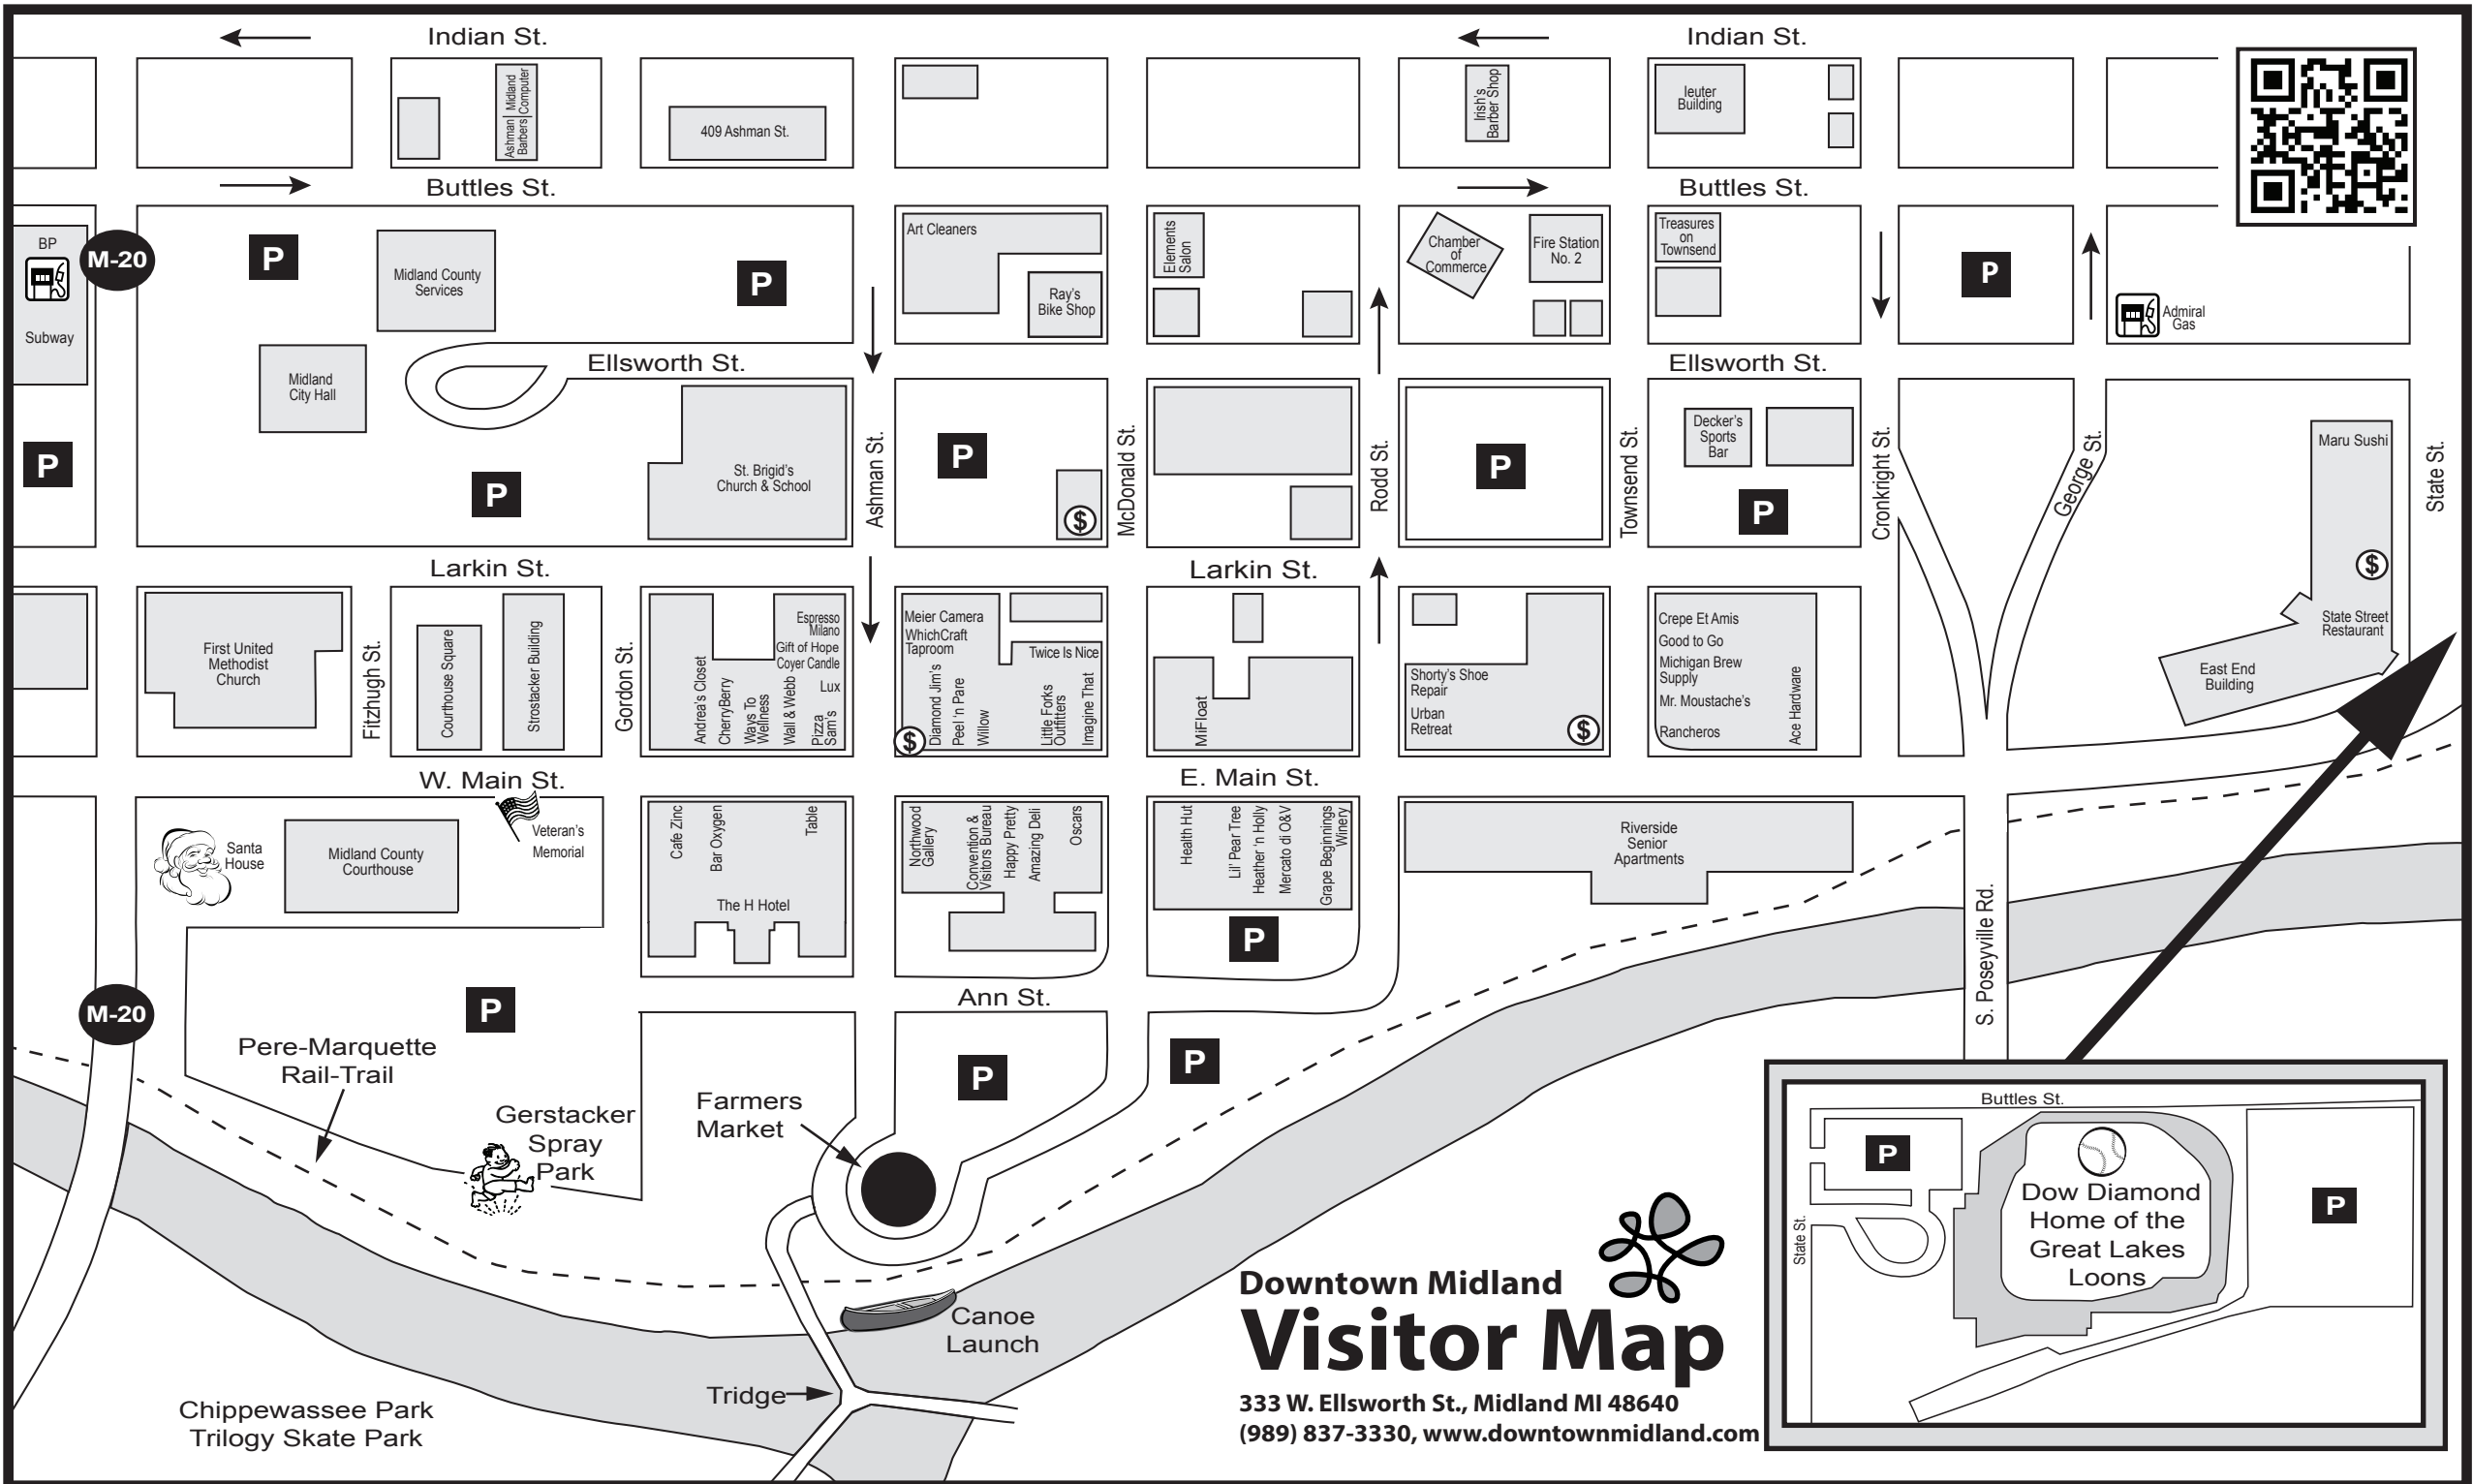 Indian St.
Indian St.
Ashman
Barbers
Midland
Computer
409 Ashman St.
Irish's
Barber Shop
Ieuter
Building
Buttles St.
Buttles St.
BP
Subway
M-20
P
Midland County
Services
P
Art Cleaners
Ray's
Bike Shop
Elements
Salon
Chamber
of
Commerce
Fire Station
No. 2
Treasures
on
Townsend
P
Admiral
Gas
Ellsworth St.
Ellsworth St.
Midland
City Hall
P
P
St. Brigid's
Church & School
Ashman St.
P
$
McDonald St.
Rodd St.
P
Townsend St.
Decker's
Sports
Bar
P
Cronkright St.
George St.
Maru Sushi
$
State Street
Restaurant
East End
Building
State St.
Larkin St.
Larkin St.
First United
Methodist
Church
Fitzhugh St.
Courthouse Square
Strostacker Building
Gordon St.
Andrea's Closet
CherryBerry
Ways To
Wellness
Wall & Webb
Pizza
Sam's
Espresso
Milano
Gift of Hope
Coyer Candle
Lux
Meier Camera
WhichCraft
Taproom
$
Diamond Jim's
Peel 'n Pare
Willow
Twice Is Nice
Little Forks
Outfitters
Imagine That
MiFloat
Shorty's Shoe
Repair
Urban
Retreat
$
Crepe Et Amis
Good to Go
Michigan Brew
Supply
Mr. Moustache's
Rancheros
Ace Hardware
W. Main St.
E. Main St.
Santa
House
Midland County
Courthouse
Veteran's
Memorial
Cafe Zinc
Bar Oxygen
Table
The H Hotel
Northwood
Gallery
Convention &
Visitors Bureau
Happy Pretty
Amazing Deli
Oscars
Health Hut
Lil' Pear Tree
Heather 'n Holly
Mercato di O&V
Grape Beginnings
Winery
P
Riverside
Senior
Apartments
S. Poseyville Rd.
M-20
P
Ann St.
Pere-Marquette
Rail-Trail
Gerstacker
Spray
Park
Farmers
Market
P
P
Canoe
Launch
Tridge
Chippewassee Park
Trilogy Skate Park
Downtown Midland
Visitor Map
333 W. Ellsworth St., Midland MI 48640
(989) 837-3330, www.downtownmidland.com
Buttles St.
P
State St.
Dow Diamond
Home of the
Great Lakes
Loons
P